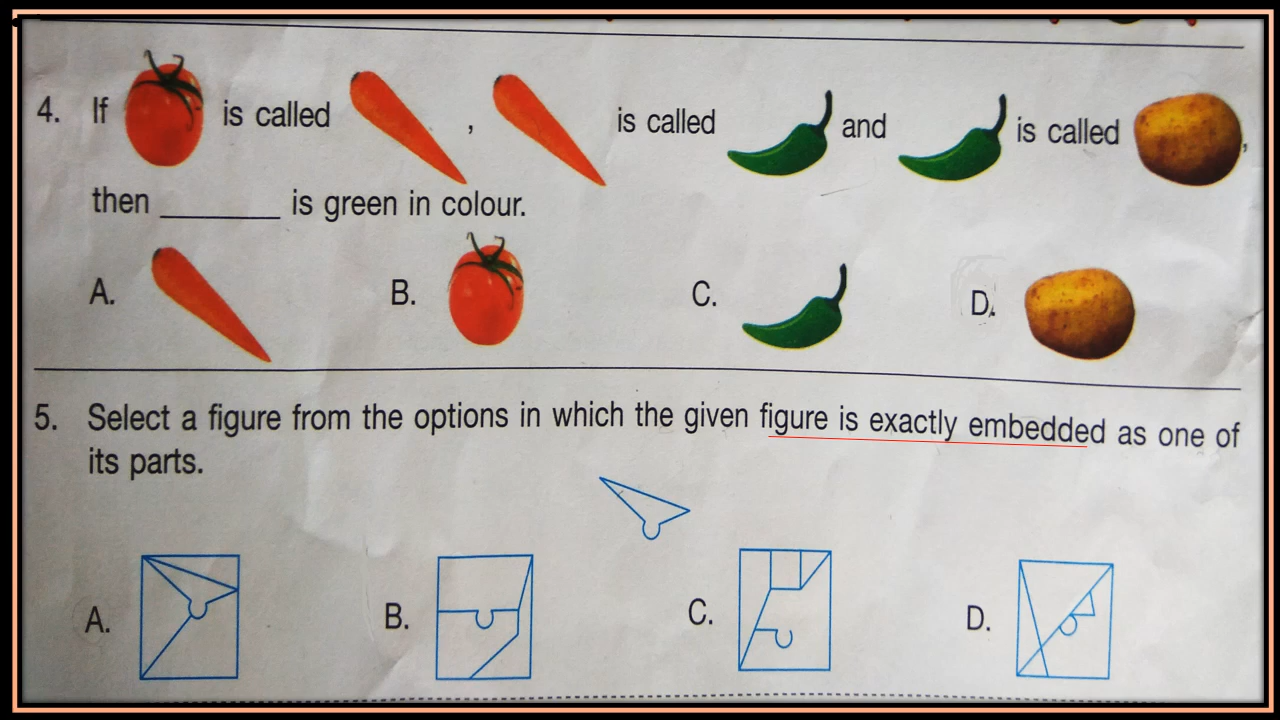 4. If is called , is called and is called ,
then ________ is green in colour.
A. B. C. D.
5. Select a figure from the options in which the given figure is exactly embedded as one of
its parts.
A. B. C. D.